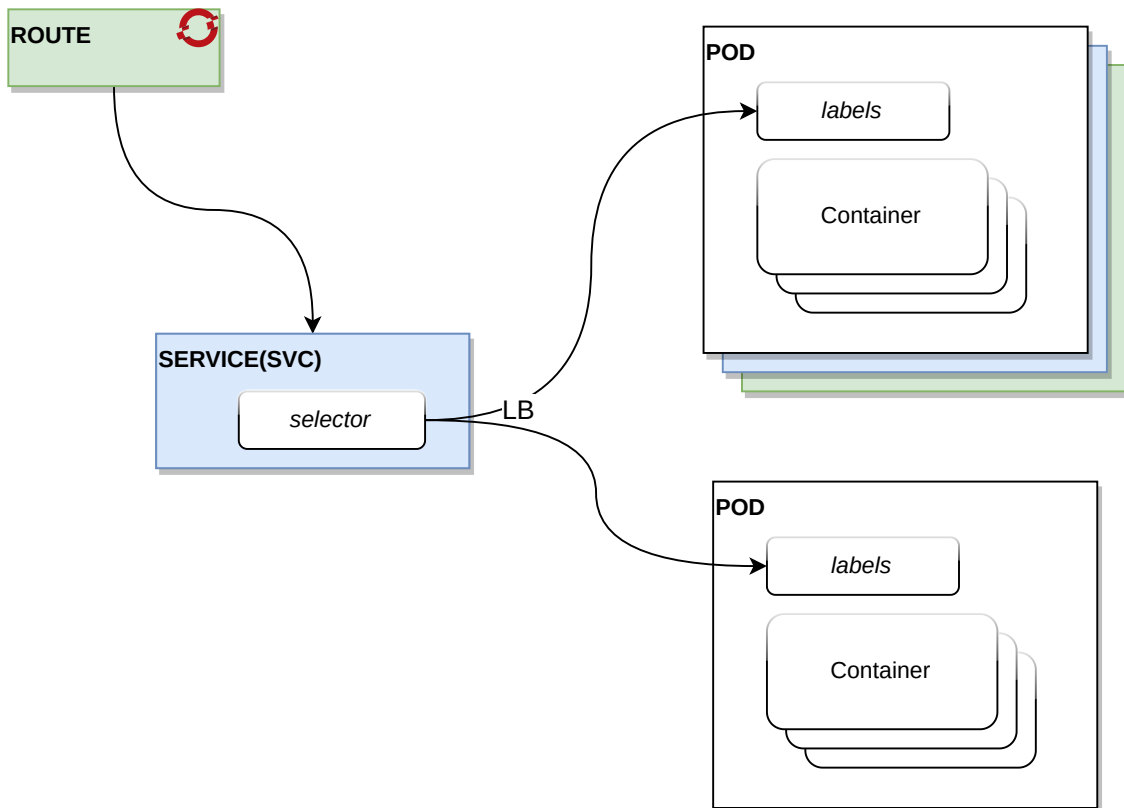 ROUTE
POD
labels
Container
SERVICE(SVC)
selector
LB
POD
labels
Container